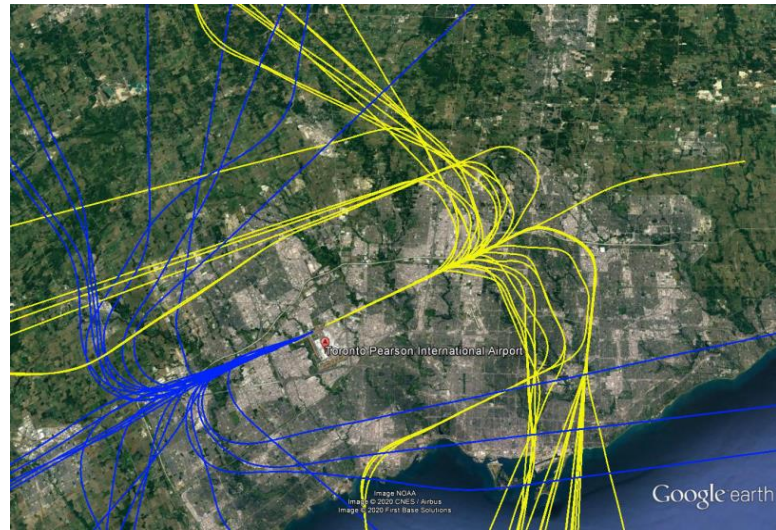 Toronto Pearson International Airport
Image NOAA
Image © 2020 CNES / Airbus
Image © 2020 First Base Solutions
Google earth